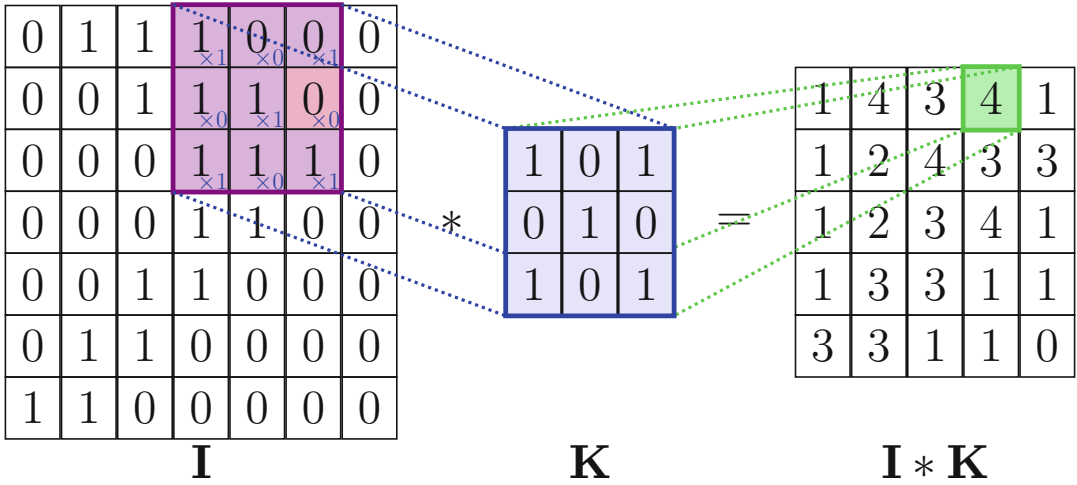 0 1 1 1×1 0×0 0×1 0
0 0 1 1×0 1×1 0×0 0
0 0 0 1×1 1×0 1×1 0
0 0 0 1 1 0 0
0 0 1 1 0 0 0
0 1 1 0 0 0 0
1 1 0 0 0 0 0
I
*
1 0 1
0 1 0
1 0 1
K
=
1 4 3 4 1
1 2 4 3 3
1 2 3 4 1
1 3 3 1 1
3 3 1 1 0
I * K